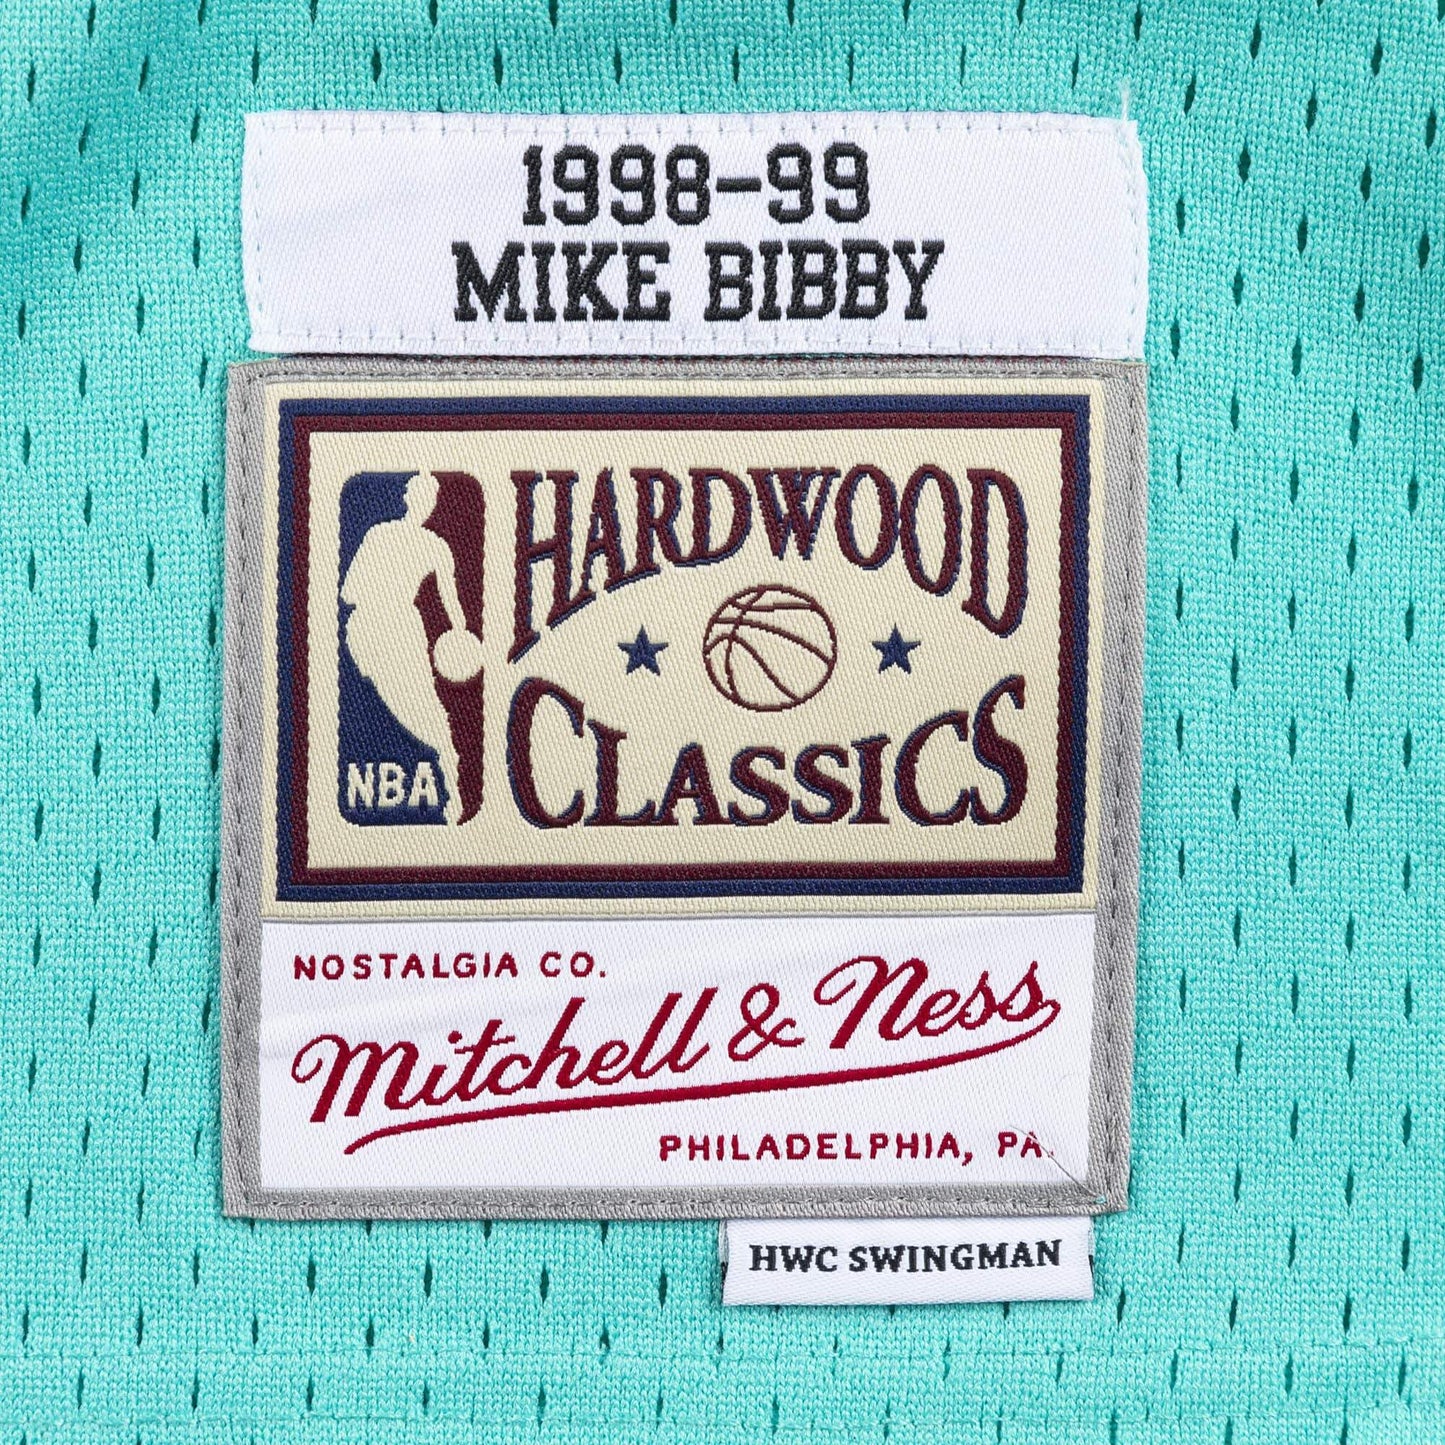 1998-99
MIKE BIBBY
HARDWOOD
CLASSICS
NBA
NOSTALGIA CO.
Mitchell & Ness
PHILADELPHIA, PA.
HWC SWINGMAN